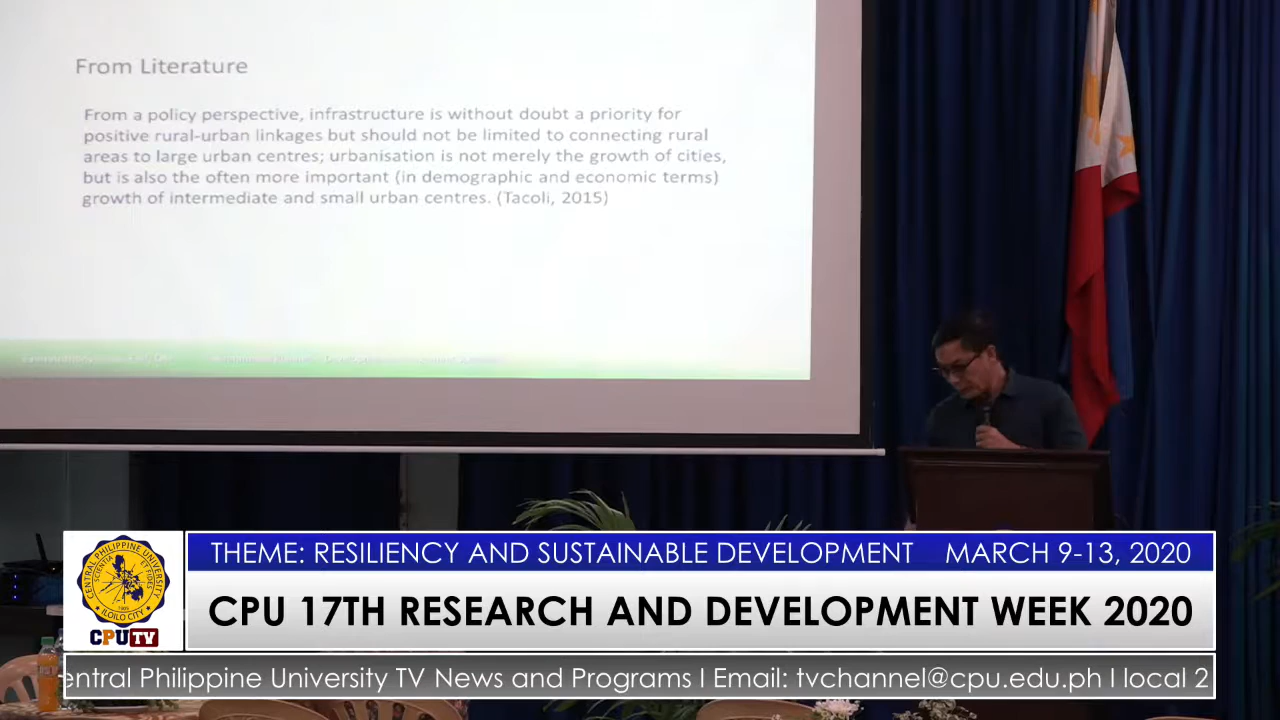 From Literature
From a policy perspective, infrastructure is without doubt a priority for
positive rural-urban linkages but should not be limited to connecting rural
areas to large urban centres; urbanisation is not merely the growth of cities,
but is also the often more important (in demographic and economic terms)
growth of intermediate and small urban centres. (Tacoli, 2015)
THEME: RESILIENCY AND SUSTAINABLE DEVELOPMENT MARCH 9-13, 2020
CENTRAL PHILIPPINE UNIVERSITY
SCIENTIA ET FIDES
1905
ILOILO CITY
CPUTV
CPU 17TH RESEARCH AND DEVELOPMENT WEEK 2020
entral Philippine University TV News and Programs I Email: tvchannel@cpu.edu.ph I local 2